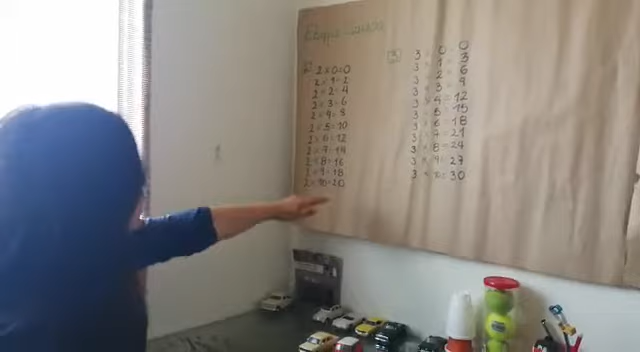 2
2 x 0 = 0
2 x 1 = 2
2 x 2 = 4
2 x 3 = 6
2 x 4 = 8
2 x 5 = 10
2 x 6 = 12
2 x 7 = 14
2 x 8 = 16
2 x 9 = 18
2 x 10 = 20
3
3 x 0 = 0
3 x 1 = 3
3 x 2 = 6
3 x 3 = 9
3 x 4 = 12
3 x 5 = 15
3 x 6 = 18
3 x 7 = 21
3 x 8 = 24
3 x 9 = 27
3 x 10 = 30